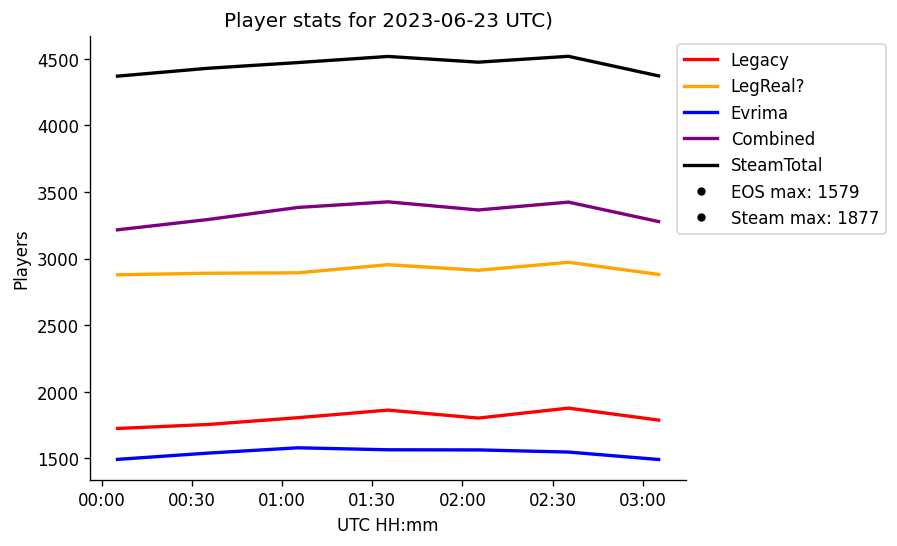 Player stats for 2023-06-23 UTC)
4500
4000
3500
3000
2500
2000
1500
Players
00:00 00:30 01:00 01:30 02:00 02:30 03:00
UTC HH:mm
Legacy
LegReal?
Evrima
Combined
SteamTotal
EOS max: 1579
Steam max: 1877